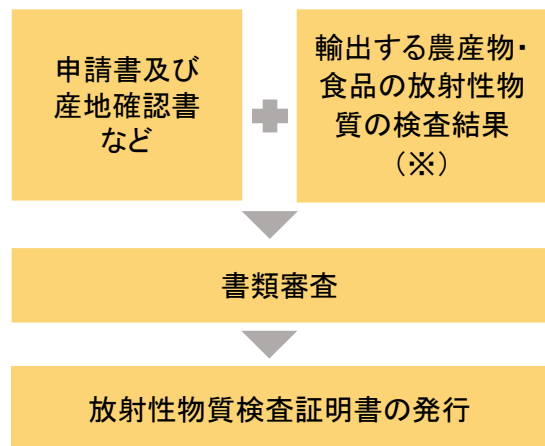 申請書及び
産地確認書
など
輸出する農産物・
食品の放射性物
質の検査結果
（※）
書類審査
放射性物質検査証明書の発行